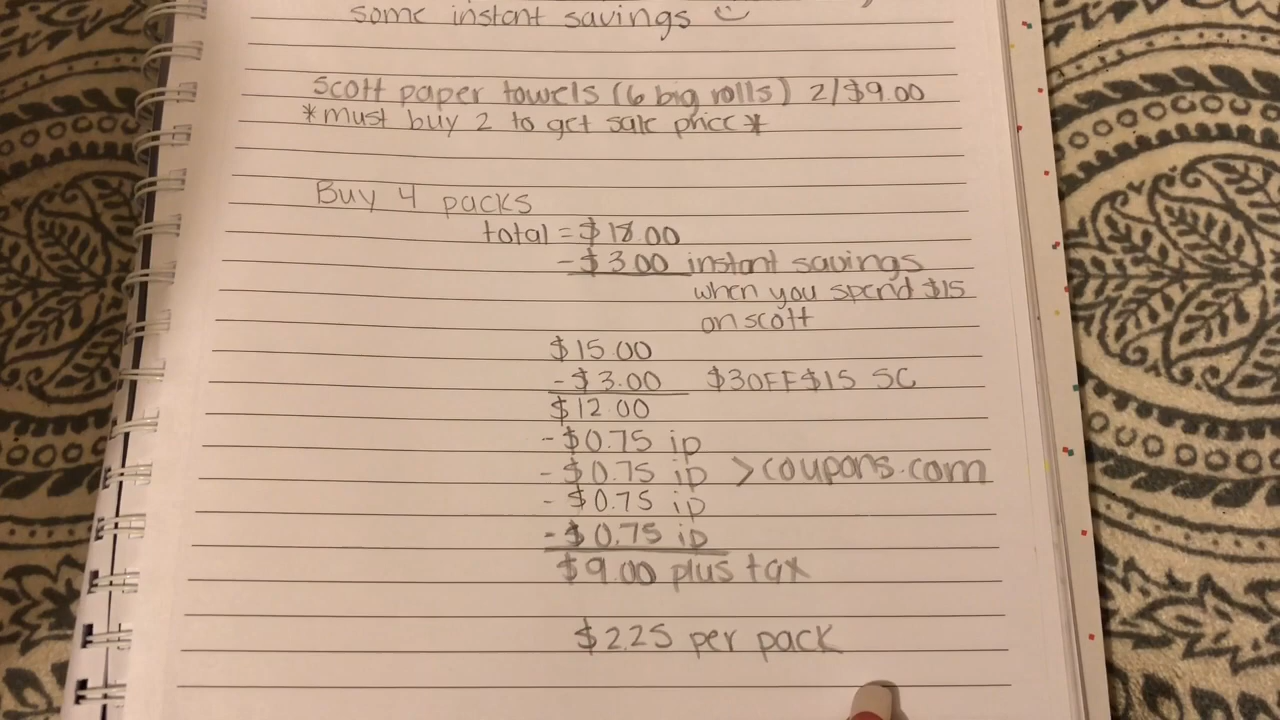 some instant savings
Scott paper towels (6 big rolls) 2/$9.00
*must buy 2 to get sale price*
Buy 4 packs
total = $18.00
-$3.00 instant savings
when you spend $15
on scott
$15.00
-$3.00 $3OFF$15 SC
$12.00
-$0.75 ip
-$0.75 ip >coupons.com
-$0.75 ip
-$0.75 ip
$9.00 plus tax
$2.25 per pack